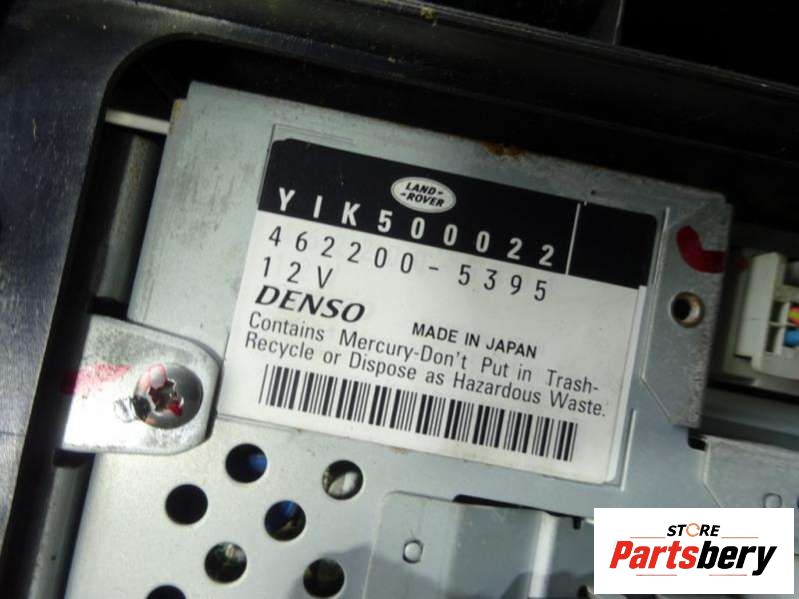 LAND-
-ROVER
YIK500022
462200-5395
12V
DENSO MADE IN JAPAN
Contains Mercury-Don't Put in Trash-
Recycle or Dispose as Hazardous Waste.
STORE
Partsbery